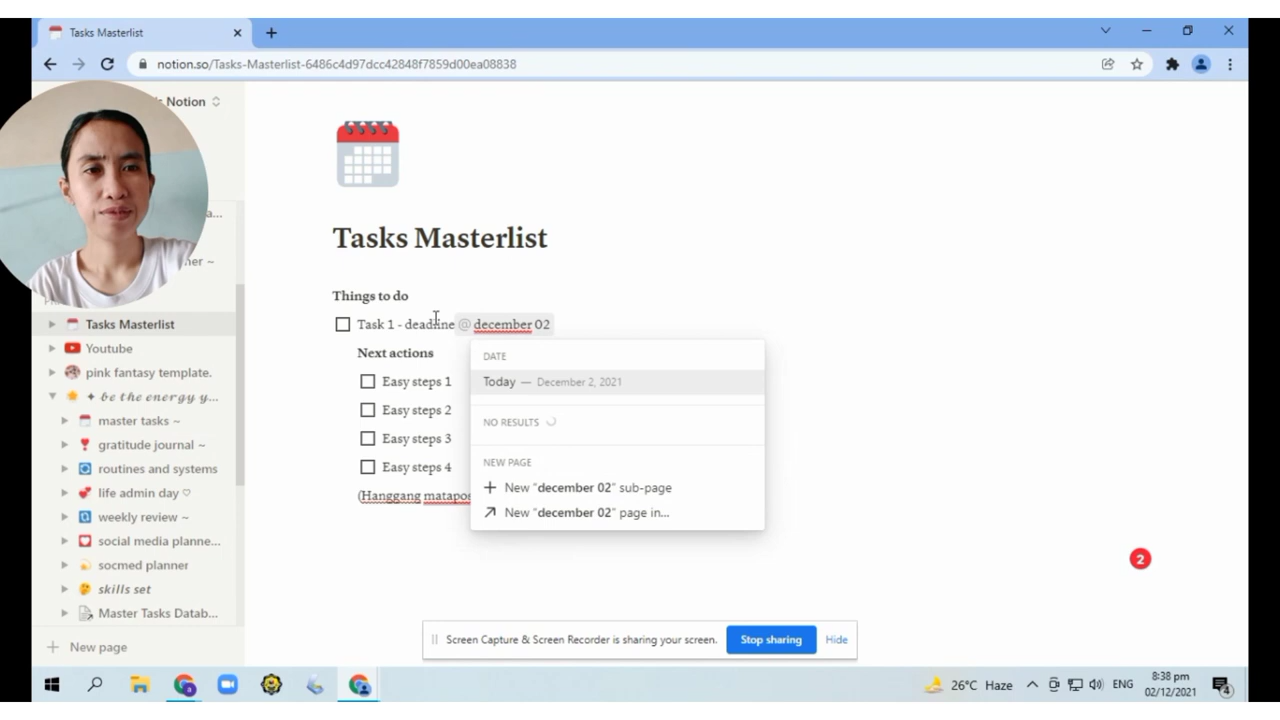 Tasks Masterlist
notion.so/Tasks-Masterlist-6486c4d97dcc42848f7859d00ea08838
Notion
Tasks Masterlist
Youtube
pink fantasy template.
be the energy y...
master tasks ~
gratitude journal ~
routines and systems
life admin day ♡
weekly review ~
social media planne...
socmed planner
skills set
Master Tasks Datab...
New page
Tasks Masterlist
Things to do
Task 1 - deadline @ december 02
Next actions
Easy steps 1
Easy steps 2
Easy steps 3
Easy steps 4
(Hanggang
DATE
Today — December 2, 2021
NO RESULTS
NEW PAGE
New "december 02" sub-page
New "december 02" page in...
2
Screen Capture & Screen Recorder is sharing your screen.
Stop sharing
Hide
26°C Haze
ENG
8:38 pm
02/12/2021
4